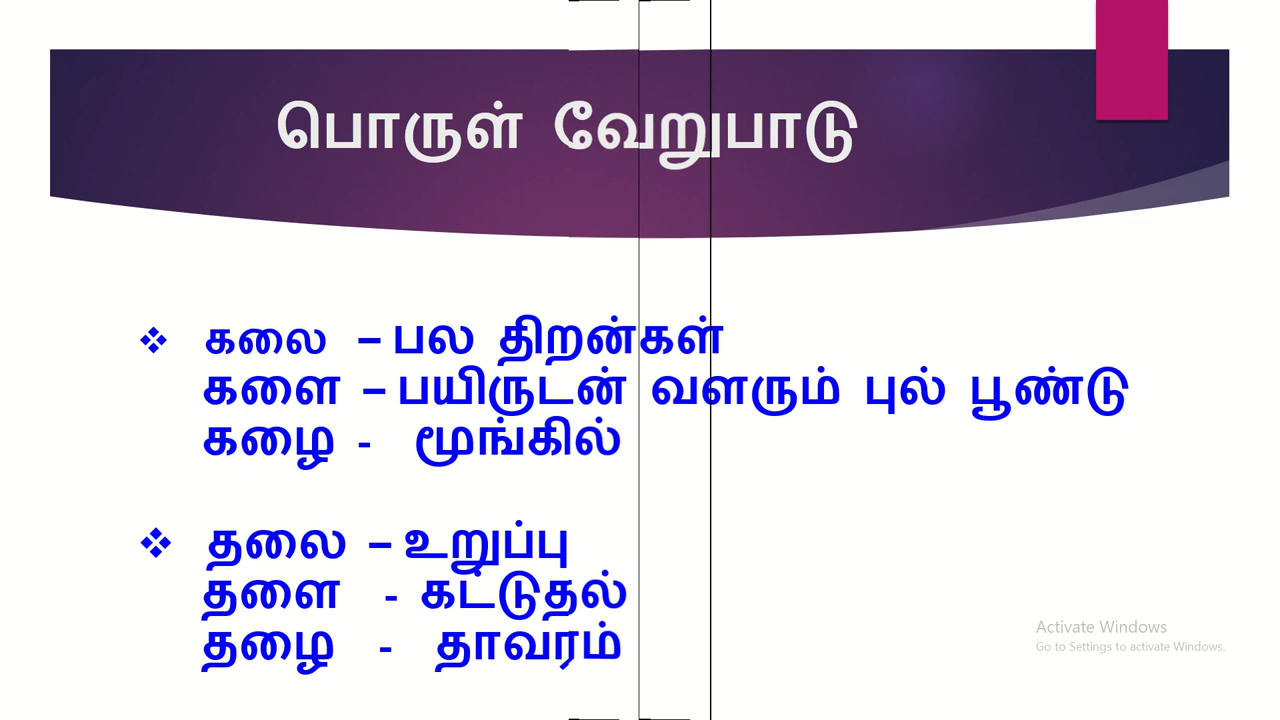 பொருள் வேறுபாடு
❖ கலை – பல திறன்கள்
களை – பயிருடன் வளரும் புல் பூண்டு
கழை - மூங்கில்
❖ தலை – உறுப்பு
தளை - கட்டுதல்
தழை - தாவரம்
Activate Windows
Go to Settings to activate Windows.